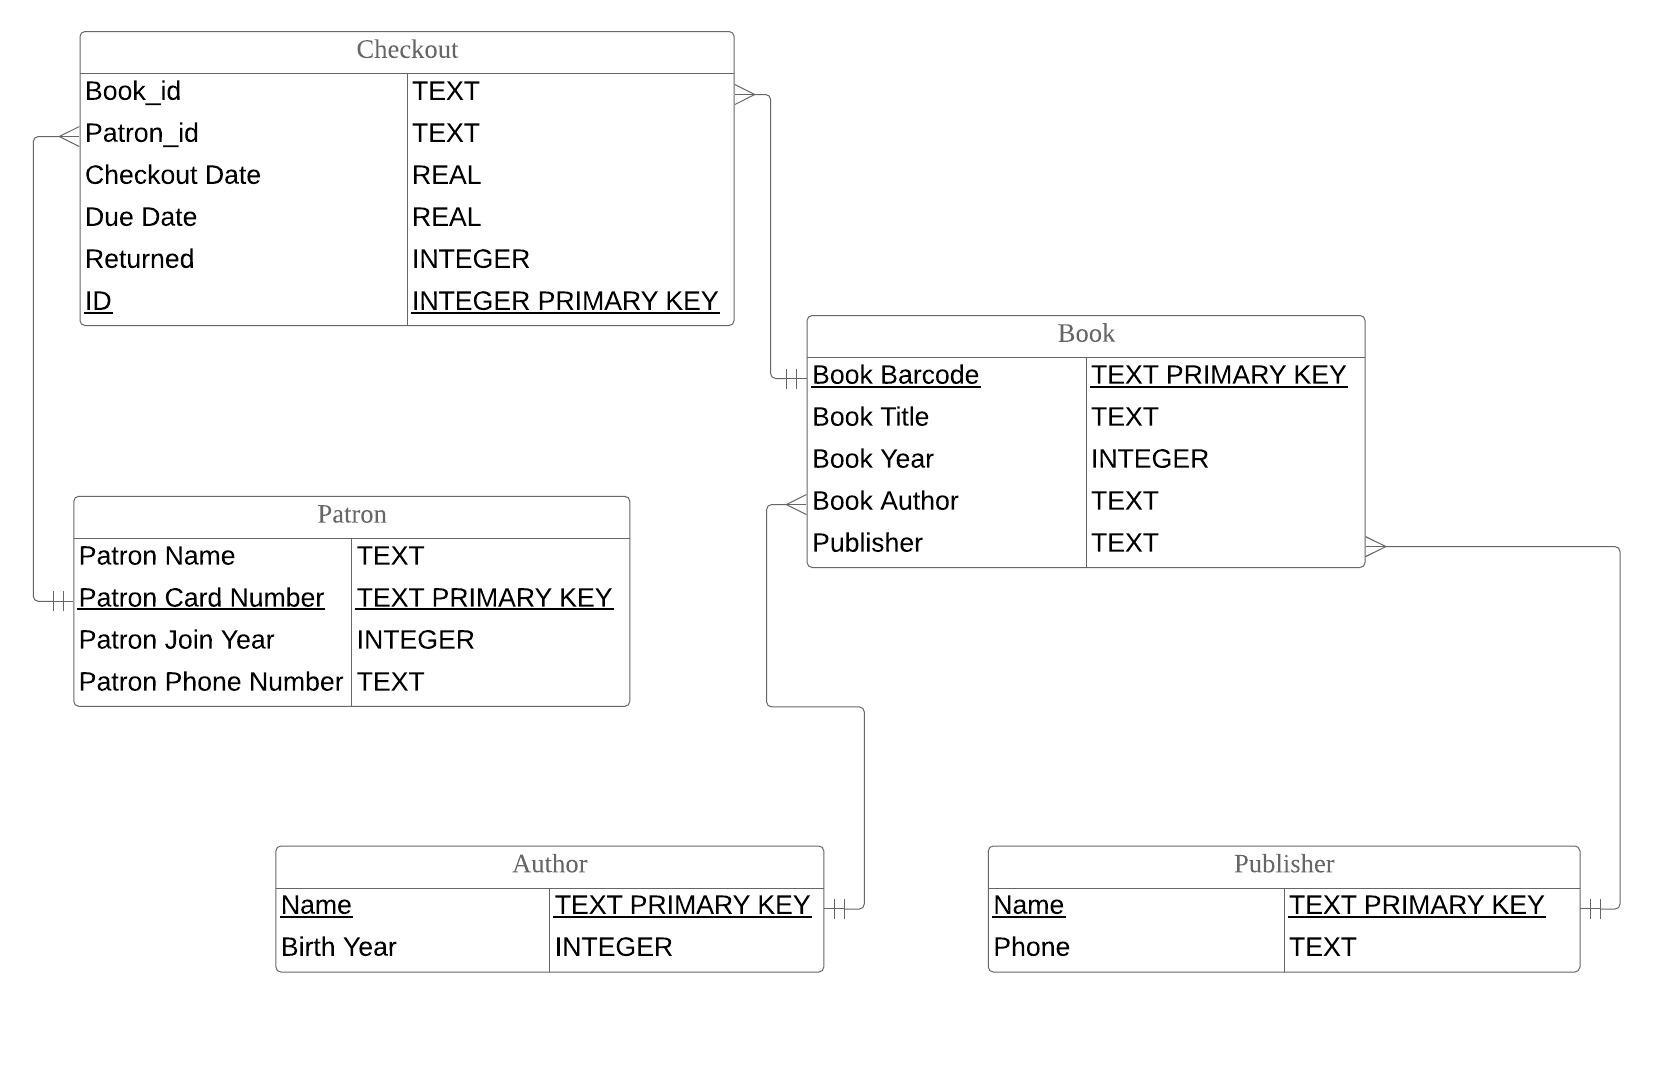 Checkout
Book_id TEXT
Patron_id TEXT
Checkout Date REAL
Due Date REAL
Returned INTEGER
ID INTEGER PRIMARY KEY
Book
Book Barcode TEXT PRIMARY KEY
Book Title TEXT
Book Year INTEGER
Book Author TEXT
Publisher TEXT
Patron
Patron Name TEXT
Patron Card Number TEXT PRIMARY KEY
Patron Join Year INTEGER
Patron Phone Number TEXT
Author
Name TEXT PRIMARY KEY
Birth Year INTEGER
Publisher
Name TEXT PRIMARY KEY
Phone TEXT